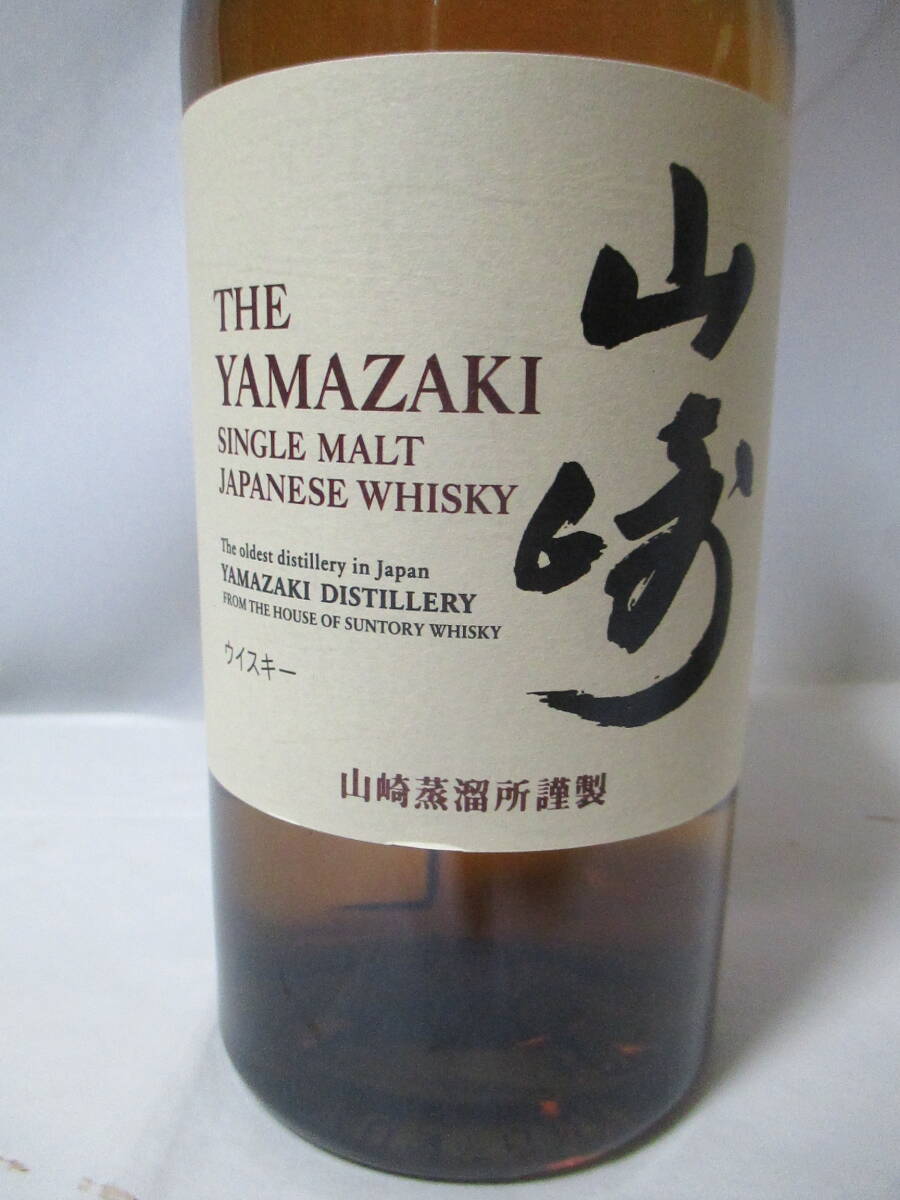 THE
YAMAZAKI
SINGLE MALT
JAPANESE WHISKY
The oldest distillery in Japan
YAMAZAKI DISTILLERY
FROM THE HOUSE OF SUNTORY WHISKY
ウイスキー
山崎
山崎蒸溜所謹製